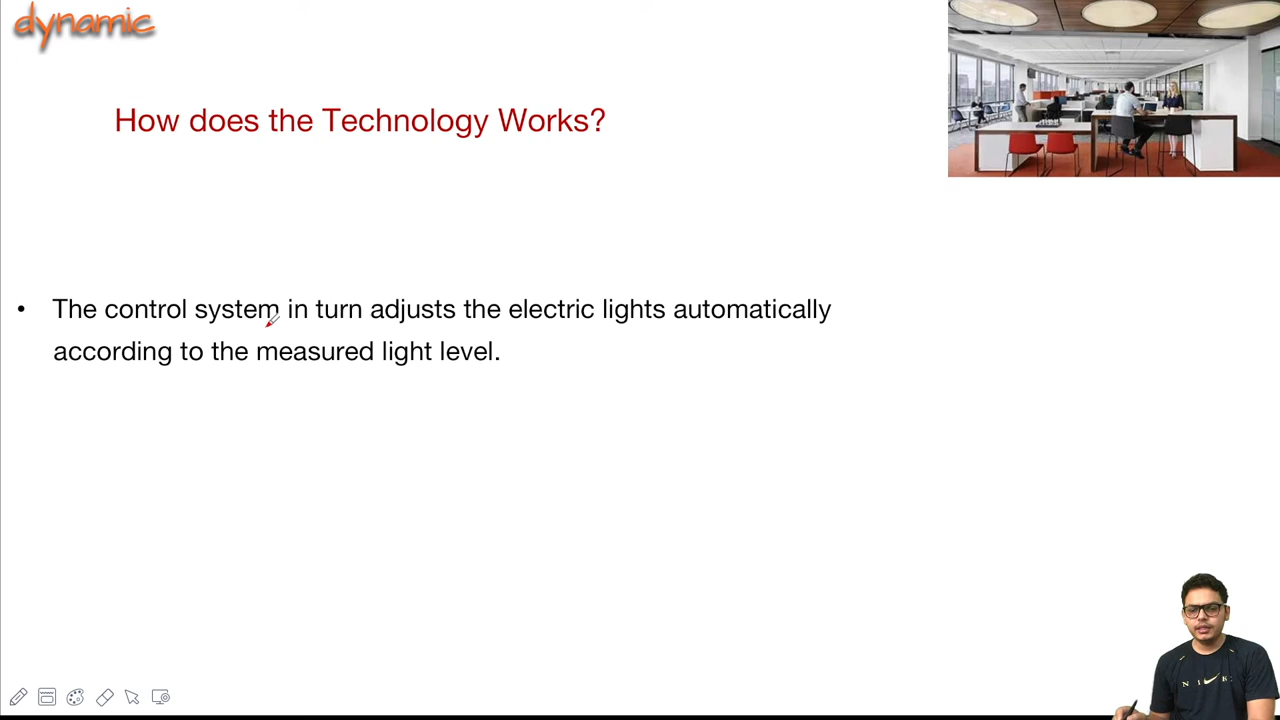 dynamic
How does the Technology Works?
• The control system in turn adjusts the electric lights automatically
according to the measured light level.
NIKE